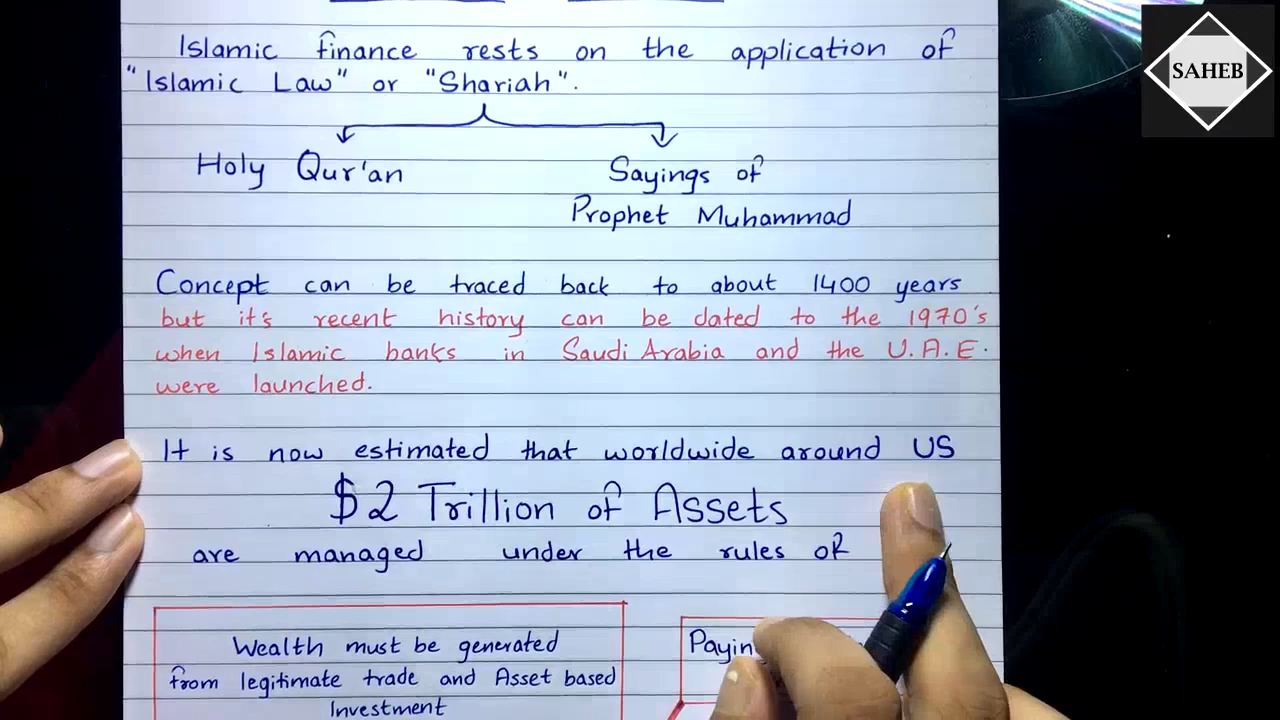 Islamic finance rests on the application of
"Islamic Law" or "Shariah".
Holy Qur'an
Sayings of
Prophet Muhammad
Concept can be traced back to about 1400 years
but it's recent history can be dated to the 1970's
when Islamic banks in Saudi Arabia and the U.A.E.
were launched.
It is now estimated that worldwide around US
$2 Trillion of Assets
are managed under the rules of
Wealth must be generated
from legitimate trade and Asset based
Investment
SAHEB